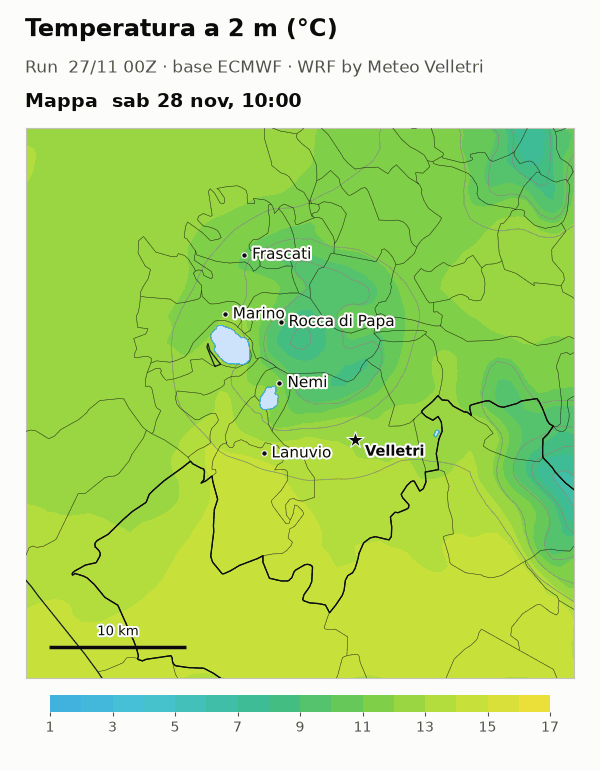 Temperatura a 2 m (°C)
Run  27/11 00Z · base ECMWF · WRF by Meteo Velletri
Mappa  sab 28 nov, 10:00
Frascati
Marino
Rocca di Papa
Nemi
Velletri
Lanuvio
10 km
1 3 5 7 9 11 13 15 17